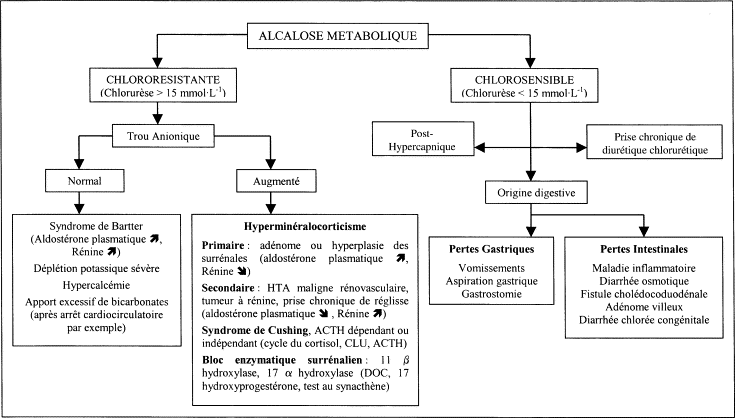 ALCALOSE METABOLIQUE
CHLORORESISTANTE
(Chlorurèse > 15 mmol·L⁻¹)
CHLOROSENSIBLE
(Chlorurèse < 15 mmol·L⁻¹)
Trou Anionique
Post-
Hypercapnique
Prise chronique de
diurétique chlorurétique
Normal
Augmenté
Origine digestive
Syndrome de Bartter
(Aldostérone plasmatique ↗,
Rénine ↗)
Déplétion potassique sévère
Hypercalcémie
Apport excessif de bicarbonates
(après arrêt cardiocirculatoire
par exemple)
Hyperminéralocorticisme
Primaire : adénome ou hyperplasie des
surrénales (aldostérone plasmatique ↗,
Rénine ↘)
Secondaire : HTA maligne rénovasculaire,
tumeur à rénine, prise chronique de réglisse
(aldostérone plasmatique ↘, Rénine ↗)
Syndrome de Cushing, ACTH dépendant ou
indépendant (cycle du cortisol, CLU, ACTH)
Bloc enzymatique surrénalien : 11 β
hydroxylase, 17 α hydroxylase (DOC, 17
hydroxyprogestérone, test au synacthène)
Pertes Gastriques
Vomissements
Aspiration gastrique
Gastrostomie
Pertes Intestinales
Maladie inflammatoire
Diarrhée osmotique
Fistule cholédocoduodénale
Adénome villeux
Diarrhée chlorée congénitale